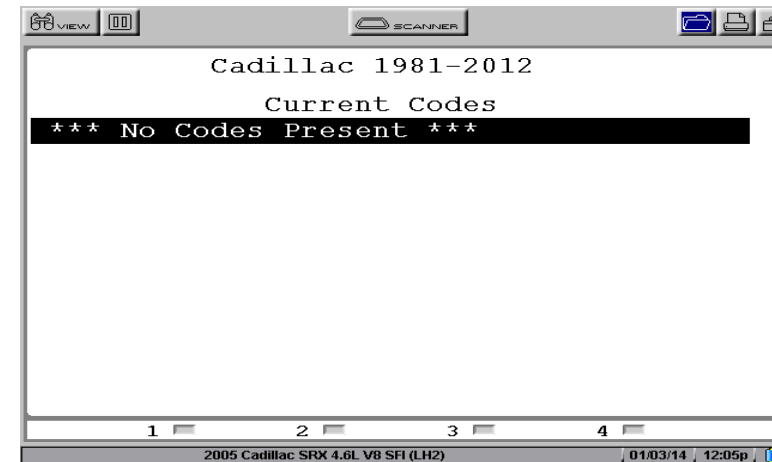 VIEW SCANNER
Cadillac 1981-2012
Current Codes
*** No Codes Present ***
1 2 3 4
2005 Cadillac SRX 4.6L V8 SFI (LH2) 01/03/14 12:05p